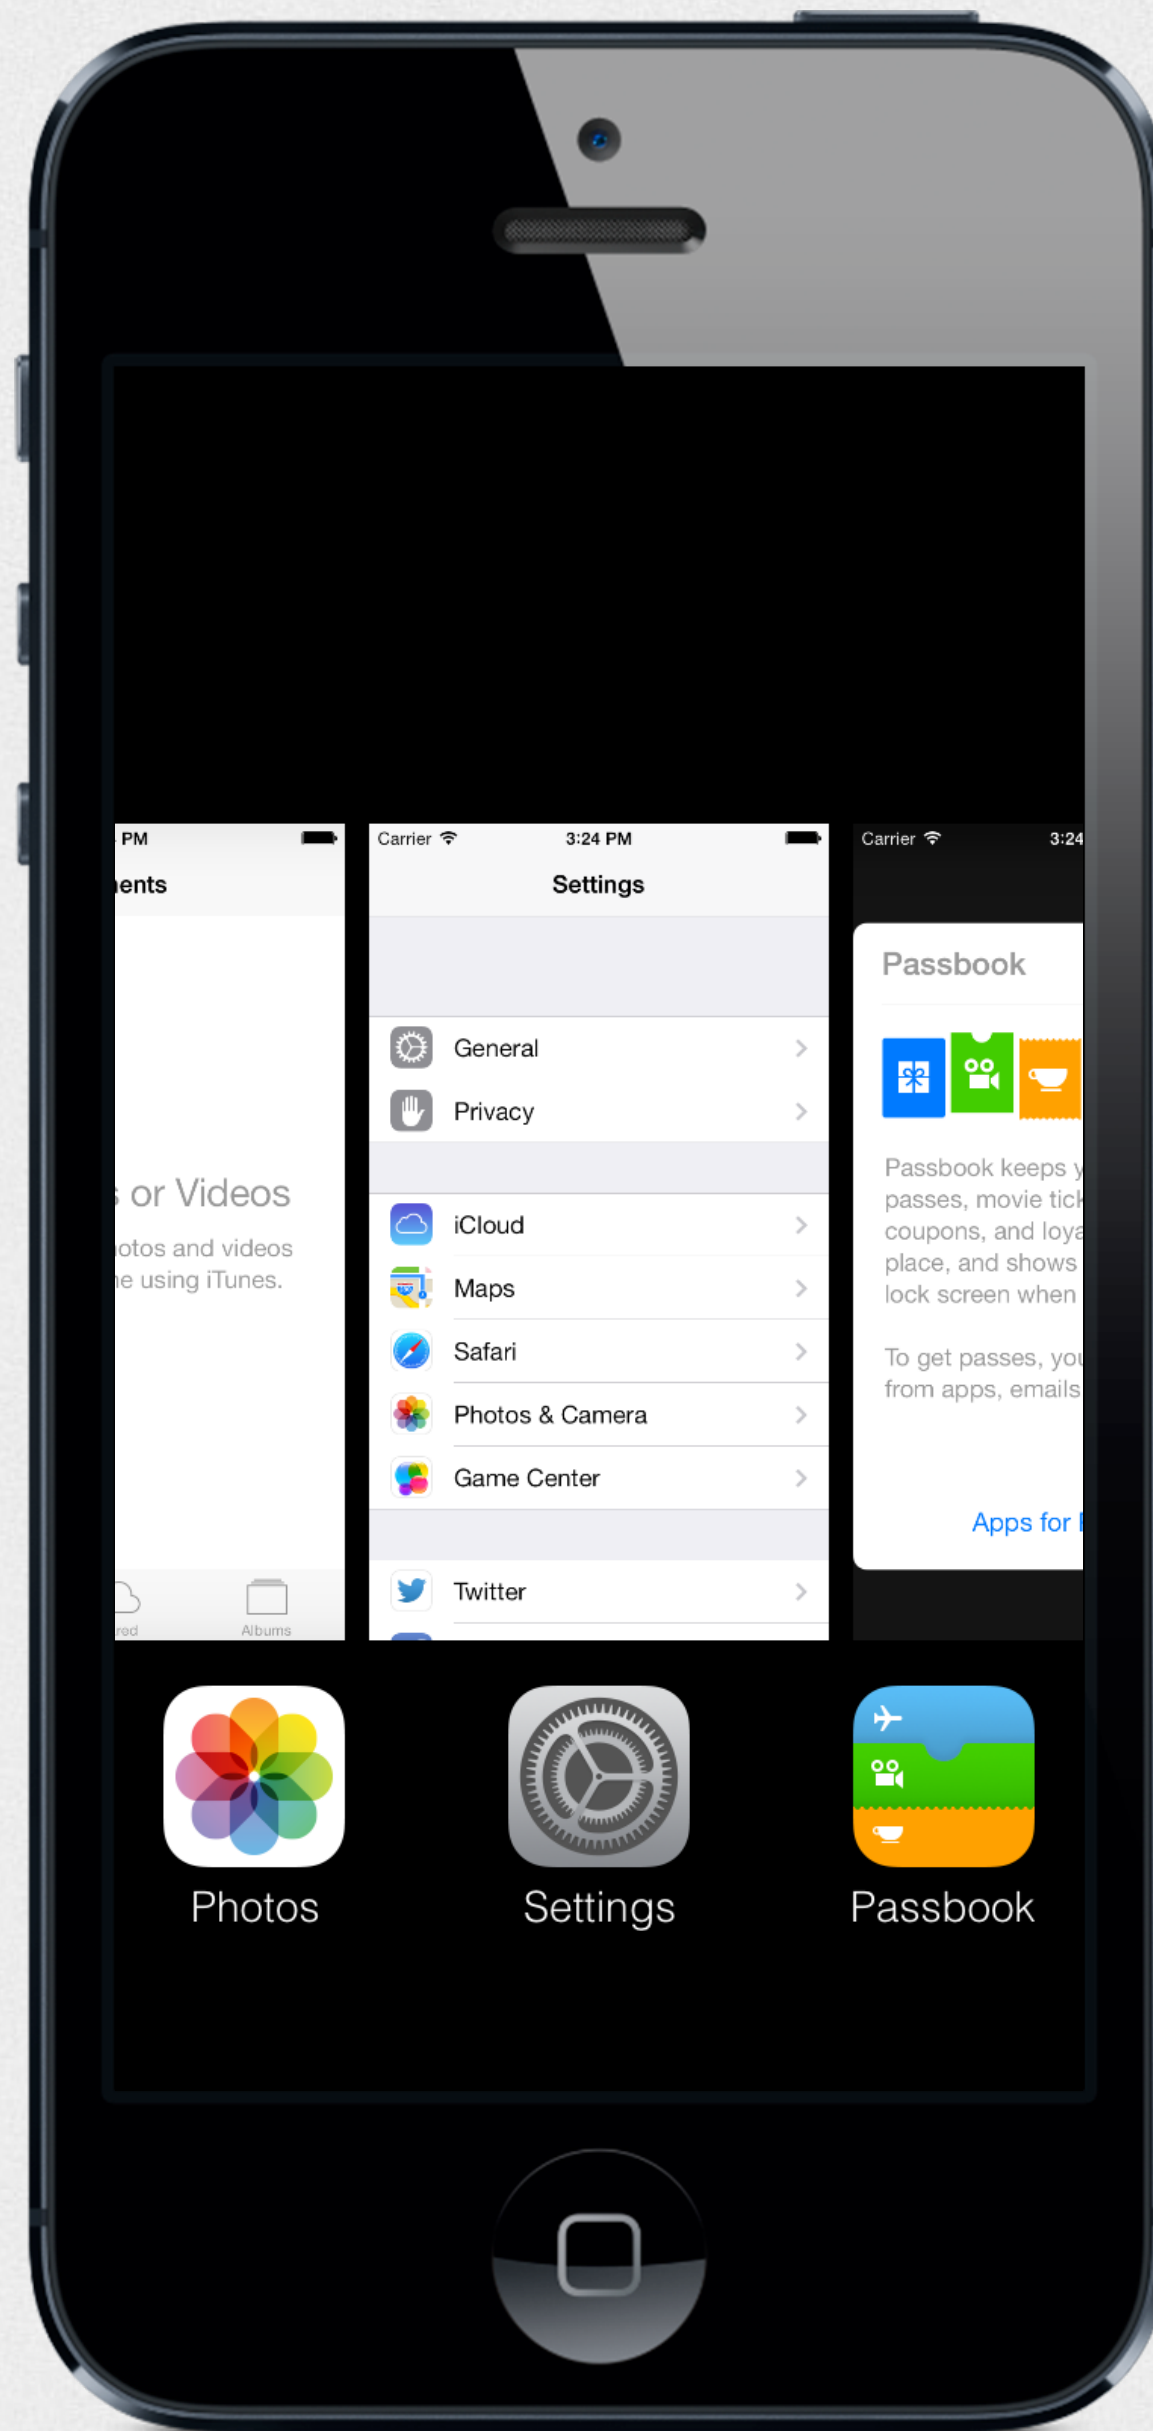 PM
ents
or Videos
otos and videos
e using iTunes.
Albums
Carrier 3:24 PM
Settings
General
Privacy
iCloud
Maps
Safari
Photos & Camera
Game Center
Twitter
Carrier 3:24
Passbook
Passbook keeps y
passes, movie tick
coupons, and loya
place, and shows
lock screen when
To get passes, you
from apps, emails
Apps for
Photos
Settings
Passbook